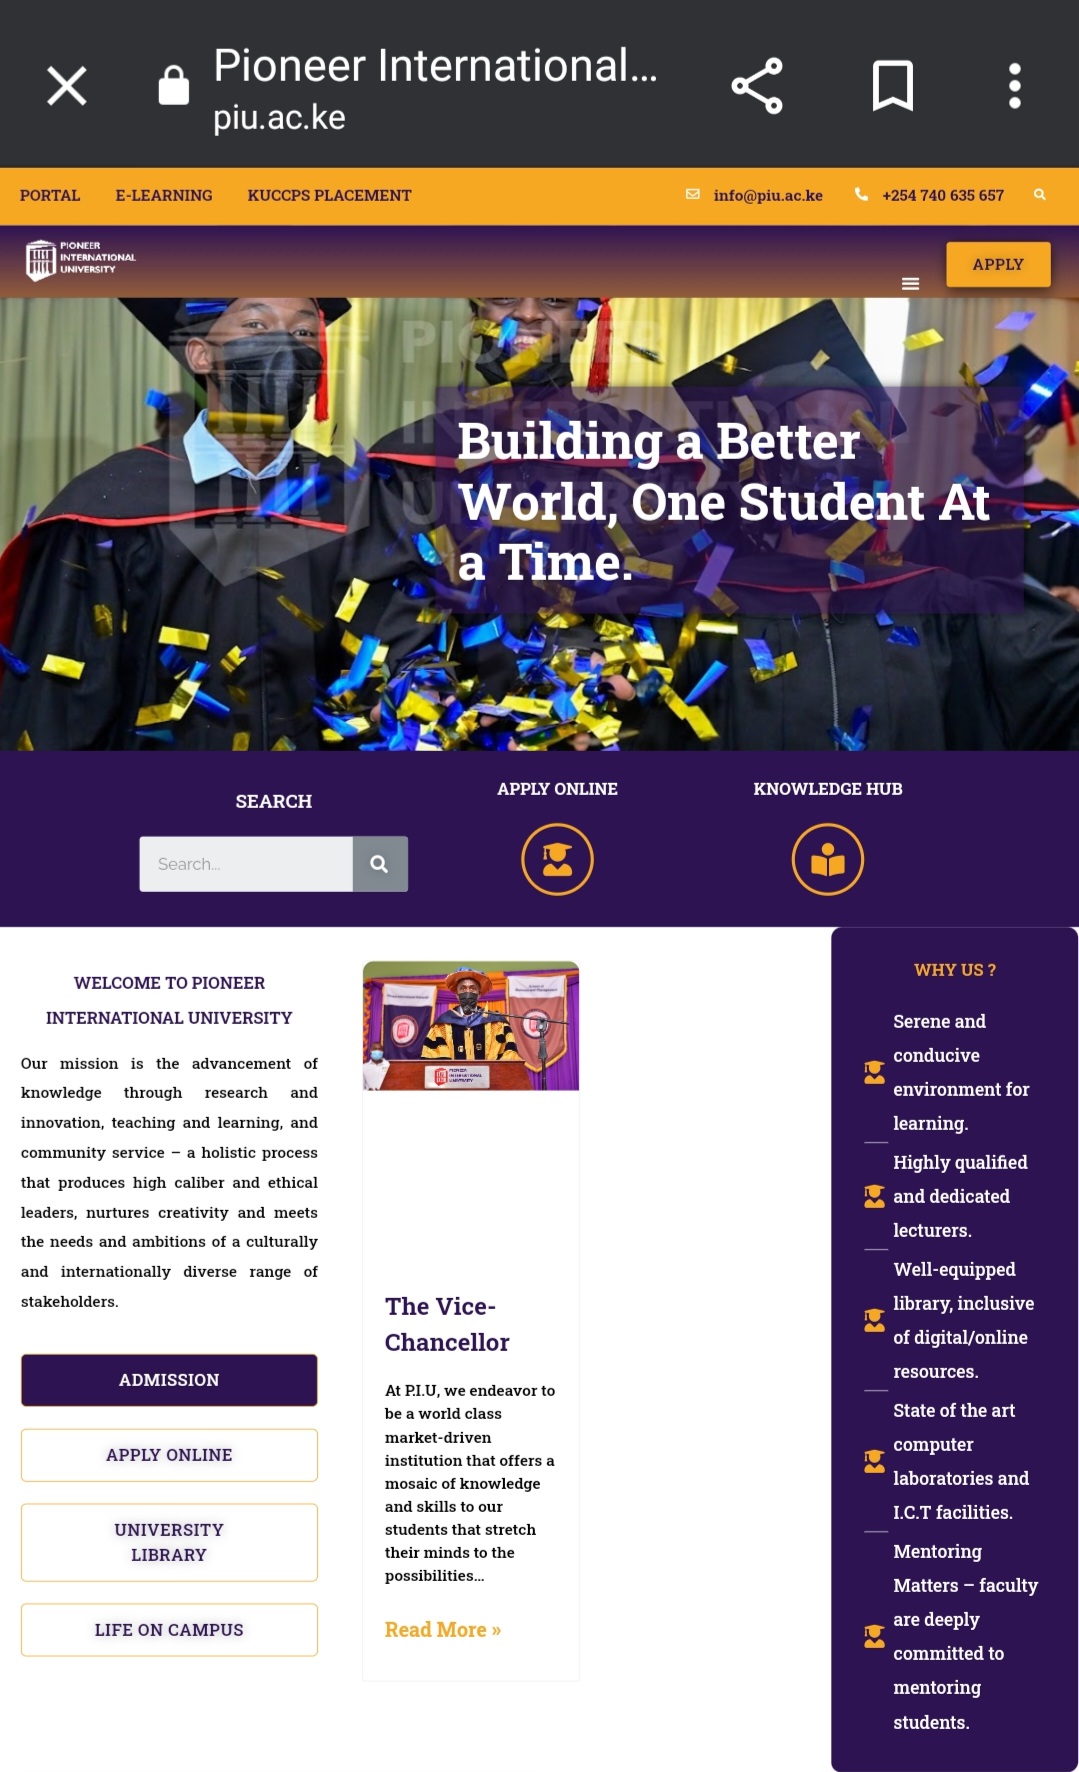 Pioneer International...
piu.ac.ke
PORTAL E-LEARNING KUCCPS PLACEMENT info@piu.ac.ke +254 740 635 657
PIONEER
INTERNATIONAL
UNIVERSITY
APPLY
PIONEER
Building a Better
World, One Student At
a Time.
SEARCH
Search...
APPLY ONLINE
KNOWLEDGE HUB
WELCOME TO PIONEER
INTERNATIONAL UNIVERSITY
Our mission is the advancement of
knowledge through research and
innovation, teaching and learning, and
community service – a holistic process
that produces high caliber and ethical
leaders, nurtures creativity and meets
the needs and ambitions of a culturally
and internationally diverse range of
stakeholders.
ADMISSION
APPLY ONLINE
UNIVERSITY
LIBRARY
LIFE ON CAMPUS
PIONEER
INTERNATIONAL
UNIVERSITY
The Vice-
Chancellor
At P.I.U, we endeavor to
be a world class
market-driven
institution that offers a
mosaic of knowledge
and skills to our
students that stretch
their minds to the
possibilities...
Read More »
WHY US ?
Serene and
conducive
environment for
learning.
Highly qualified
and dedicated
lecturers.
Well-equipped
library, inclusive
of digital/online
resources.
State of the art
computer
laboratories and
I.C.T facilities.
Mentoring
Matters – faculty
are deeply
committed to
mentoring
students.